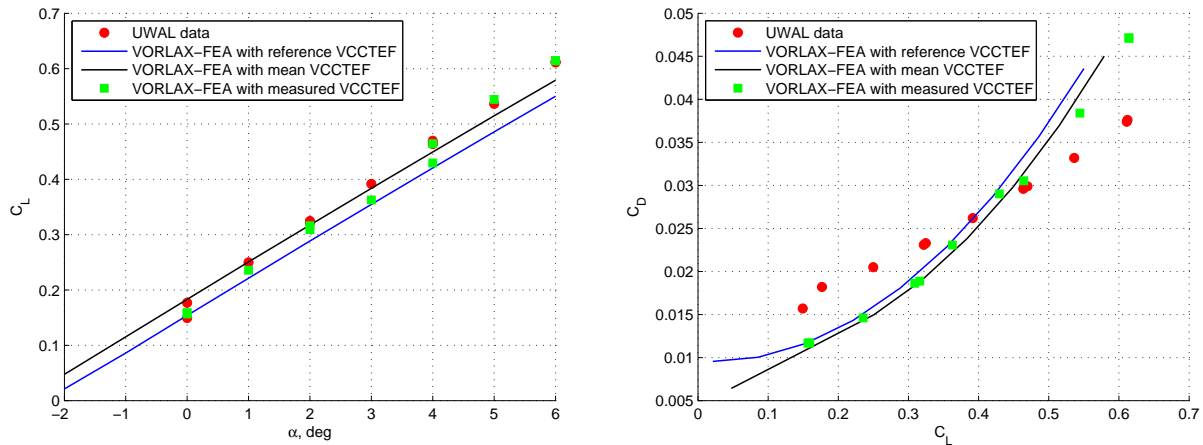 UWAL data
VORLAX−FEA with reference VCCTEF
VORLAX−FEA with mean VCCTEF
VORLAX−FEA with measured VCCTEF
0.7
0.6
0.5
0.4
0.3
0.2
0.1
0
C_L
−2 −1 0 1 2 3 4 5 6
α, deg
UWAL data
VORLAX−FEA with reference VCCTEF
VORLAX−FEA with mean VCCTEF
VORLAX−FEA with measured VCCTEF
0.05
0.045
0.04
0.035
0.03
0.025
0.02
0.015
0.01
0.005
C_D
0 0.1 0.2 0.3 0.4 0.5 0.6 0.7
C_L